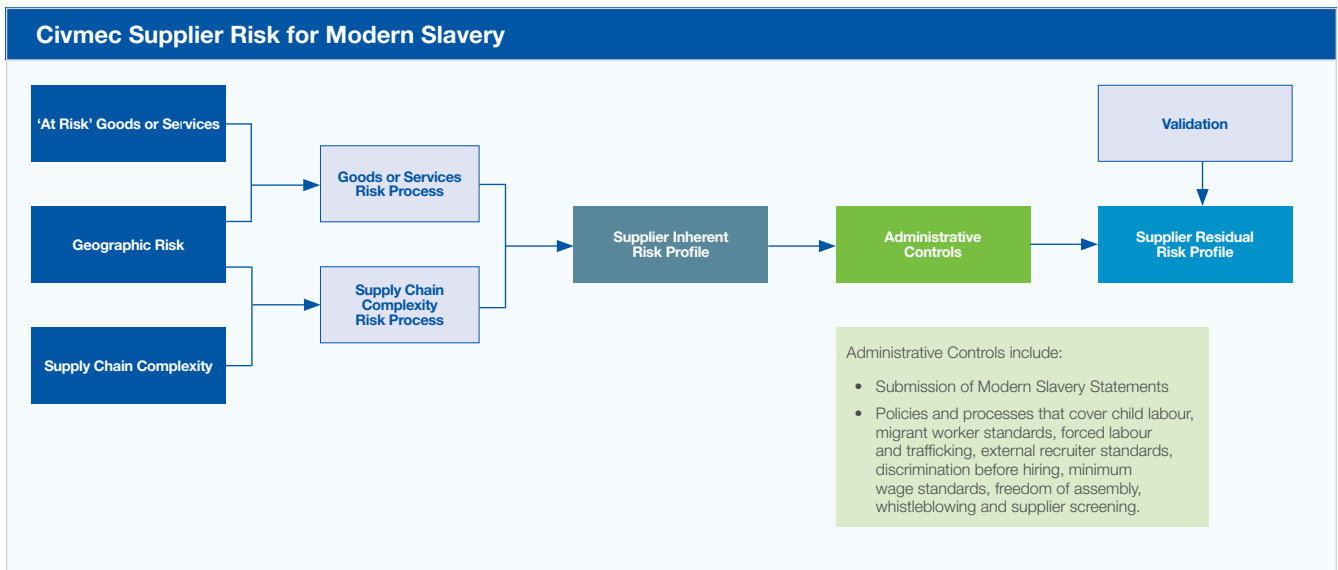 Civmec Supplier Risk for Modern Slavery
‘At Risk’ Goods or Services
Geographic Risk
Supply Chain Complexity
Goods or Services
Risk Process
Supply Chain
Complexity
Risk Process
Supplier Inherent
Risk Profile
Administrative
Controls
Validation
Supplier Residual
Risk Profile
Administrative Controls include:
• Submission of Modern Slavery Statements
• Policies and processes that cover child labour,
migrant worker standards, forced labour
and trafficking, external recruiter standards,
discrimination before hiring, minimum
wage standards, freedom of assembly,
whistleblowing and supplier screening.